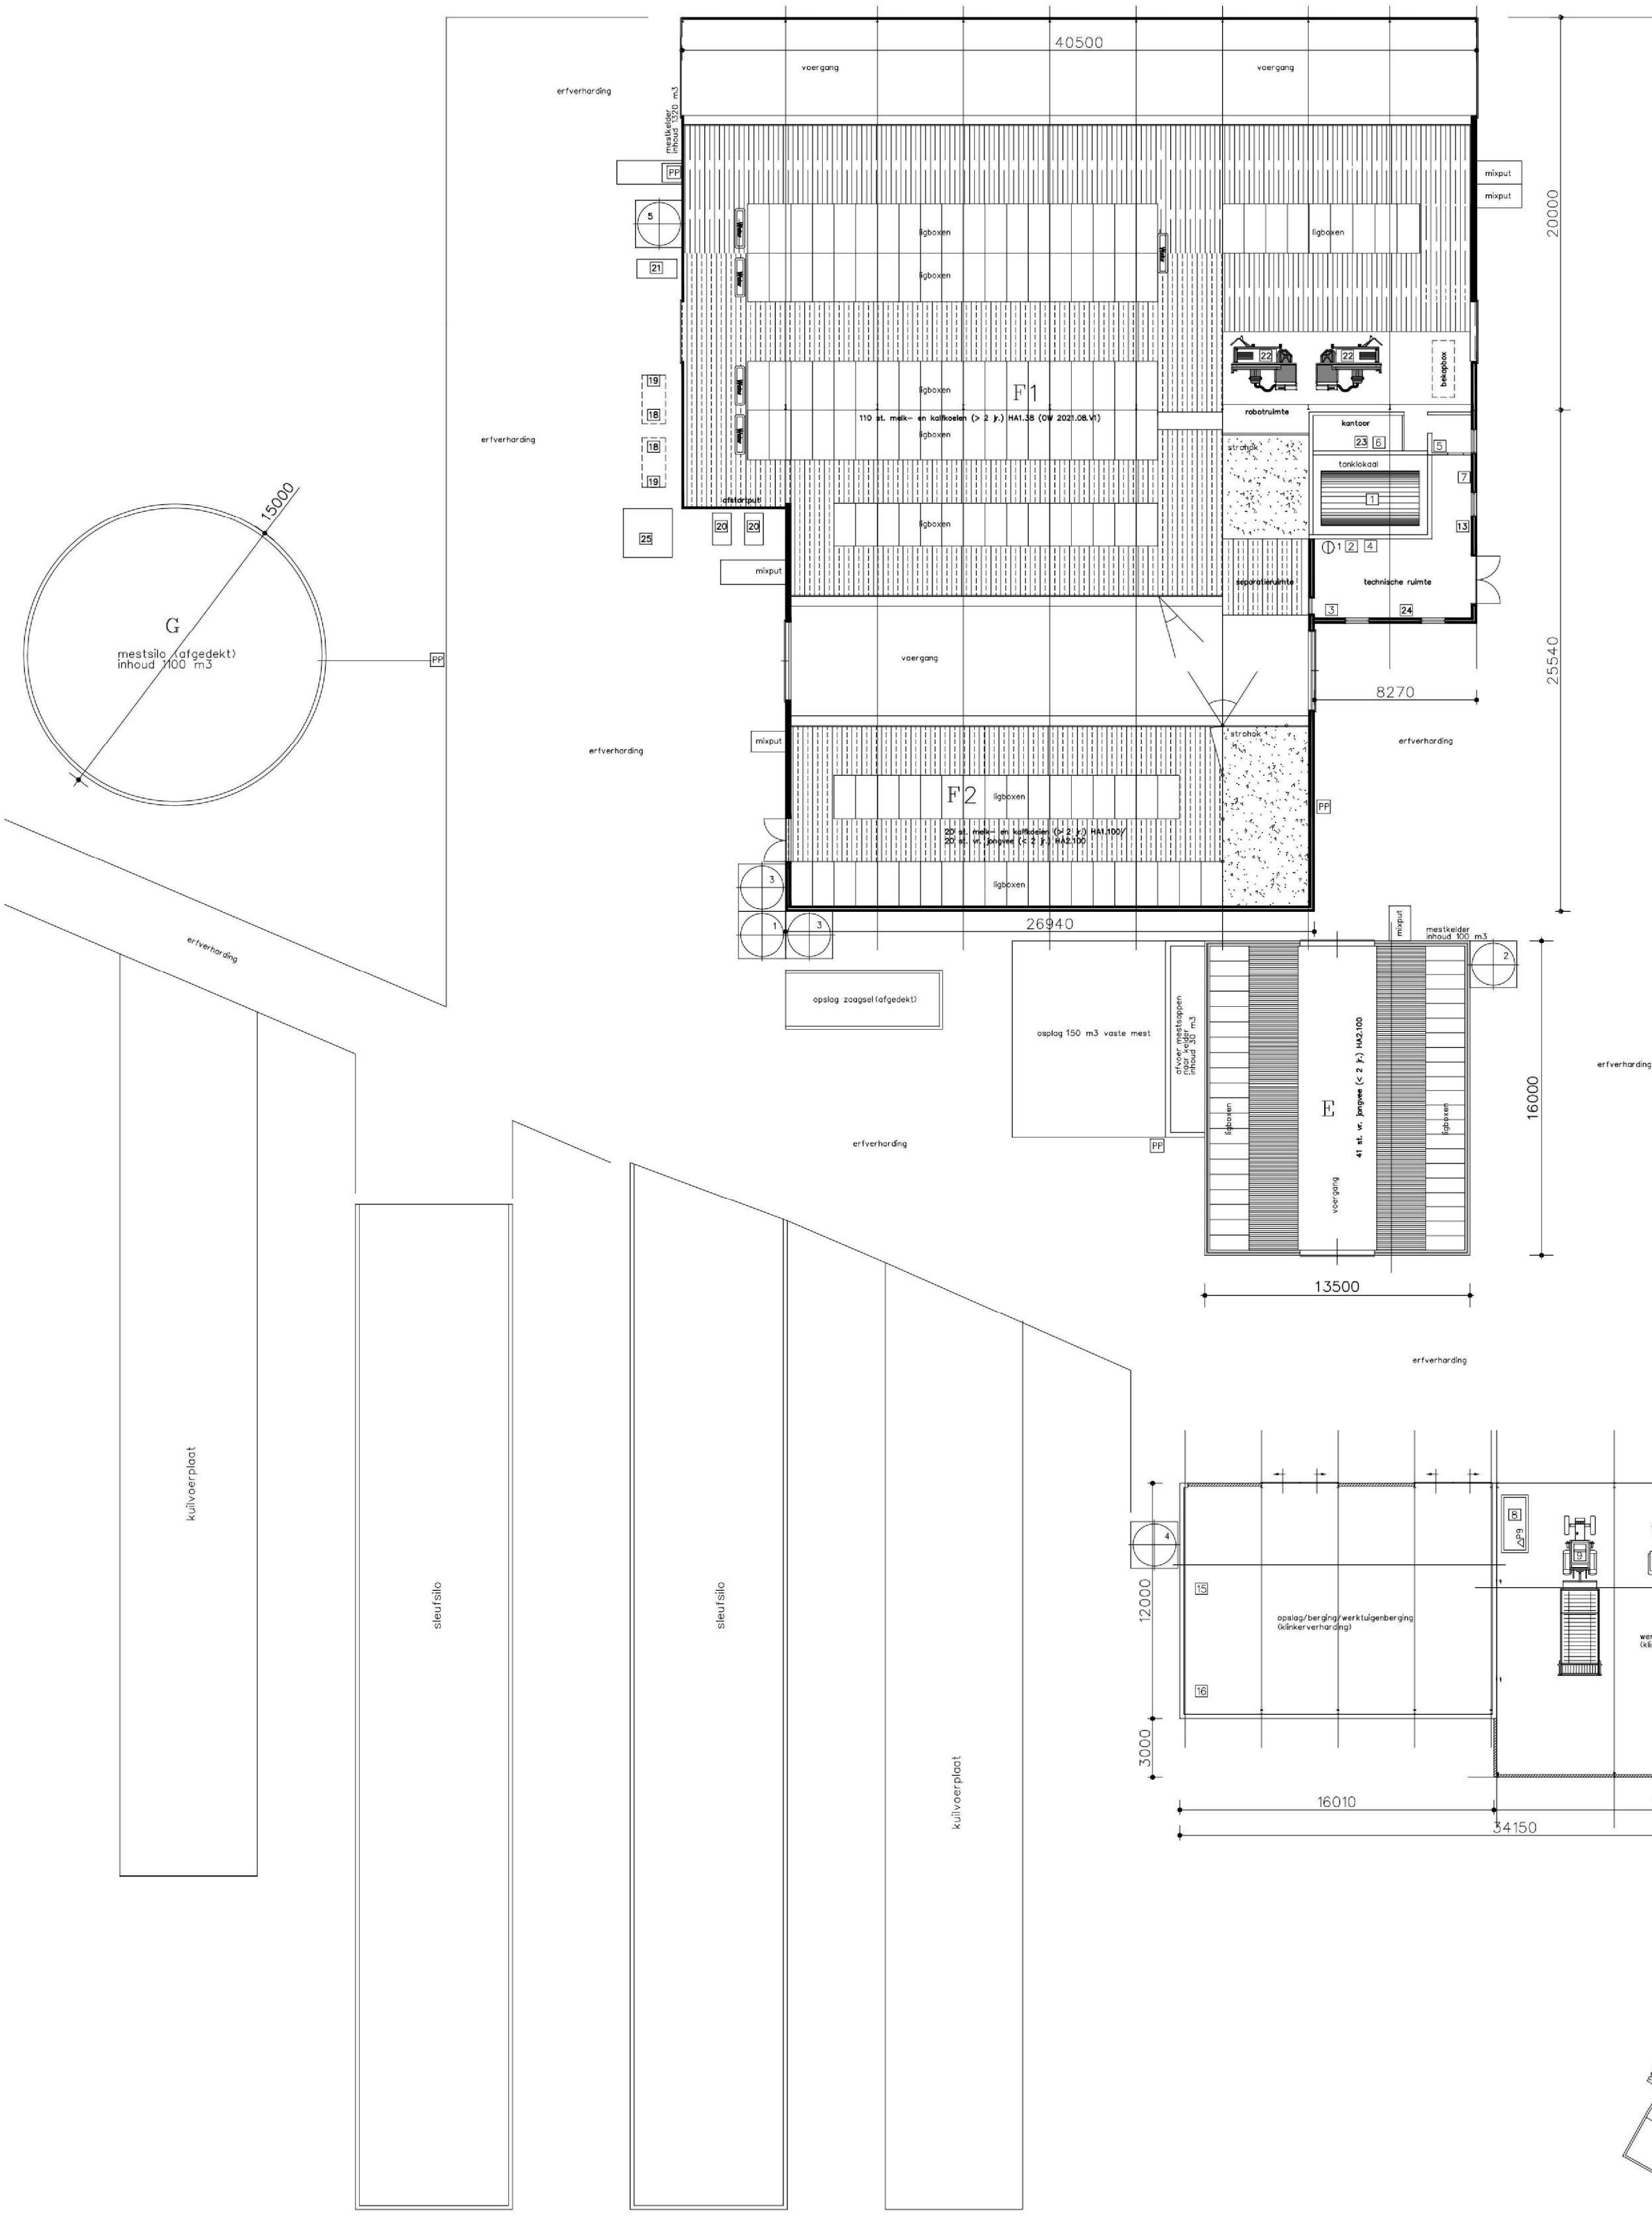 40500
voergang
voergang
erfverharding
mestkelder
inhoud 1320 m3
PP
mixput
mixput
5
21
20000
ligboxen
ligboxen
ligboxen
22
22
bekapbox
19
18
18
19
ligboxen
F1
110 st. melk- en kalfkoeien (> 2 jr.) HA1.38 (OW 2021.08.V1)
ligboxen
robotruimte
kantoor
23
6
5
strohok
tanklokaal
1
7
13
erfverharding
afstortput
20
20
25
ligboxen
1
2
4
15000
mixput
separatieruimte
technische ruimte
3
24
G
mestsilo (afgedekt)
inhoud 1100 m3
PP
voergang
25540
8270
erfverharding
mixput
strohok
erfverharding
F2
ligboxen
PP
20 st. melk- en kalfkoeien (> 2 jr.) HA1.100/
20 st. vr. jongvee (< 2 jr.) HA2.100
ligboxen
3
1
3
26940
mixput
mestkelder
inhoud 100 m3
2
erfverharding
opslag zaagsel (afgedekt)
osplag 150 m3 vaste mest
afvoer mestsappen
naar kelder
inhoud 30 m3
ligboxen
E
41 st. vr. jongvee (< 2 jr.) HA2.100
voergang
ligboxen
16000
erfverharding
erfverharding
PP
13500
erfverharding
kuilvoerplaat
sleufsilo
sleufsilo
kuilvoerplaat
4
12000
3000
15
16
opslag/berging/werktuigenberging
(klinkerverharding)
8
P9
9
16010
34150